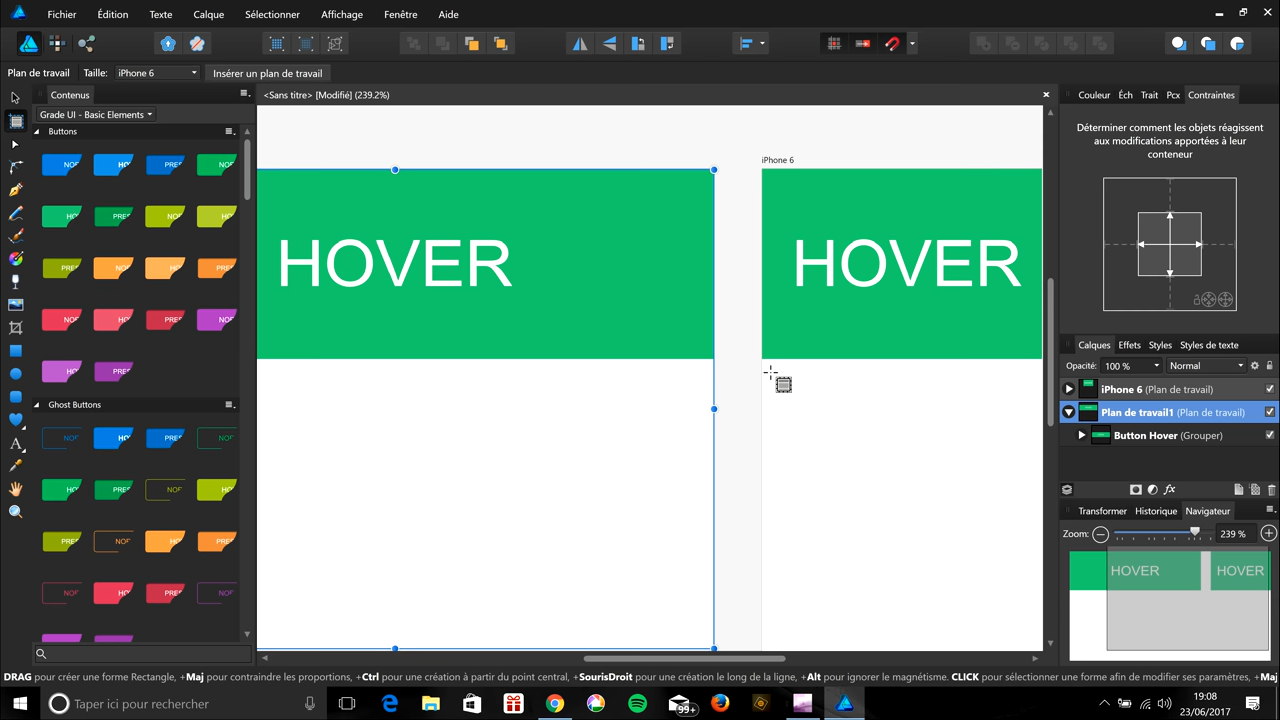 Fichier Édition Texte Calque Sélectionner Affichage Fenêtre Aide
Plan de travail Taille: iPhone 6 Insérer un plan de travail
Contenus
<Sans titre> [Modifié] (239.2%)
Couleur Éch Trait Pcx Contraintes
Grade UI - Basic Elements
Buttons
Déterminer comment les objets réagissent
aux modifications apportées à leur
conteneur
iPhone 6
HOVER HOVER
Calques Effets Styles Styles de texte
Opacité: 100 % Normal
iPhone 6 (Plan de travail)
Plan de travail1 (Plan de travail)
Button Hover (Grouper)
Ghost Buttons
Transformer Historique Navigateur
Zoom: 239 %
HOVER HOVER
DRAG pour créer une forme Rectangle, +Maj pour contraindre les proportions, +Ctrl pour une création à partir du point central, +SourisDroit pour une création le long de la ligne, +Alt pour ignorer le magnétisme. CLICK pour sélectionner une forme afin de modifier ses paramètres, +Maj
Taper ici pour rechercher
99+
19:08
23/06/2017